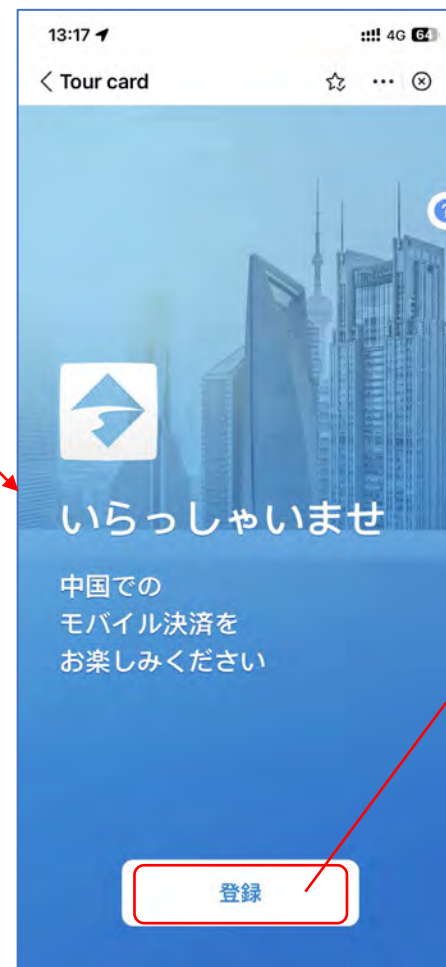 13:17
4G 64
Tour card
いらっしゃいませ
中国での
モバイル決済を
お楽しみください
登録